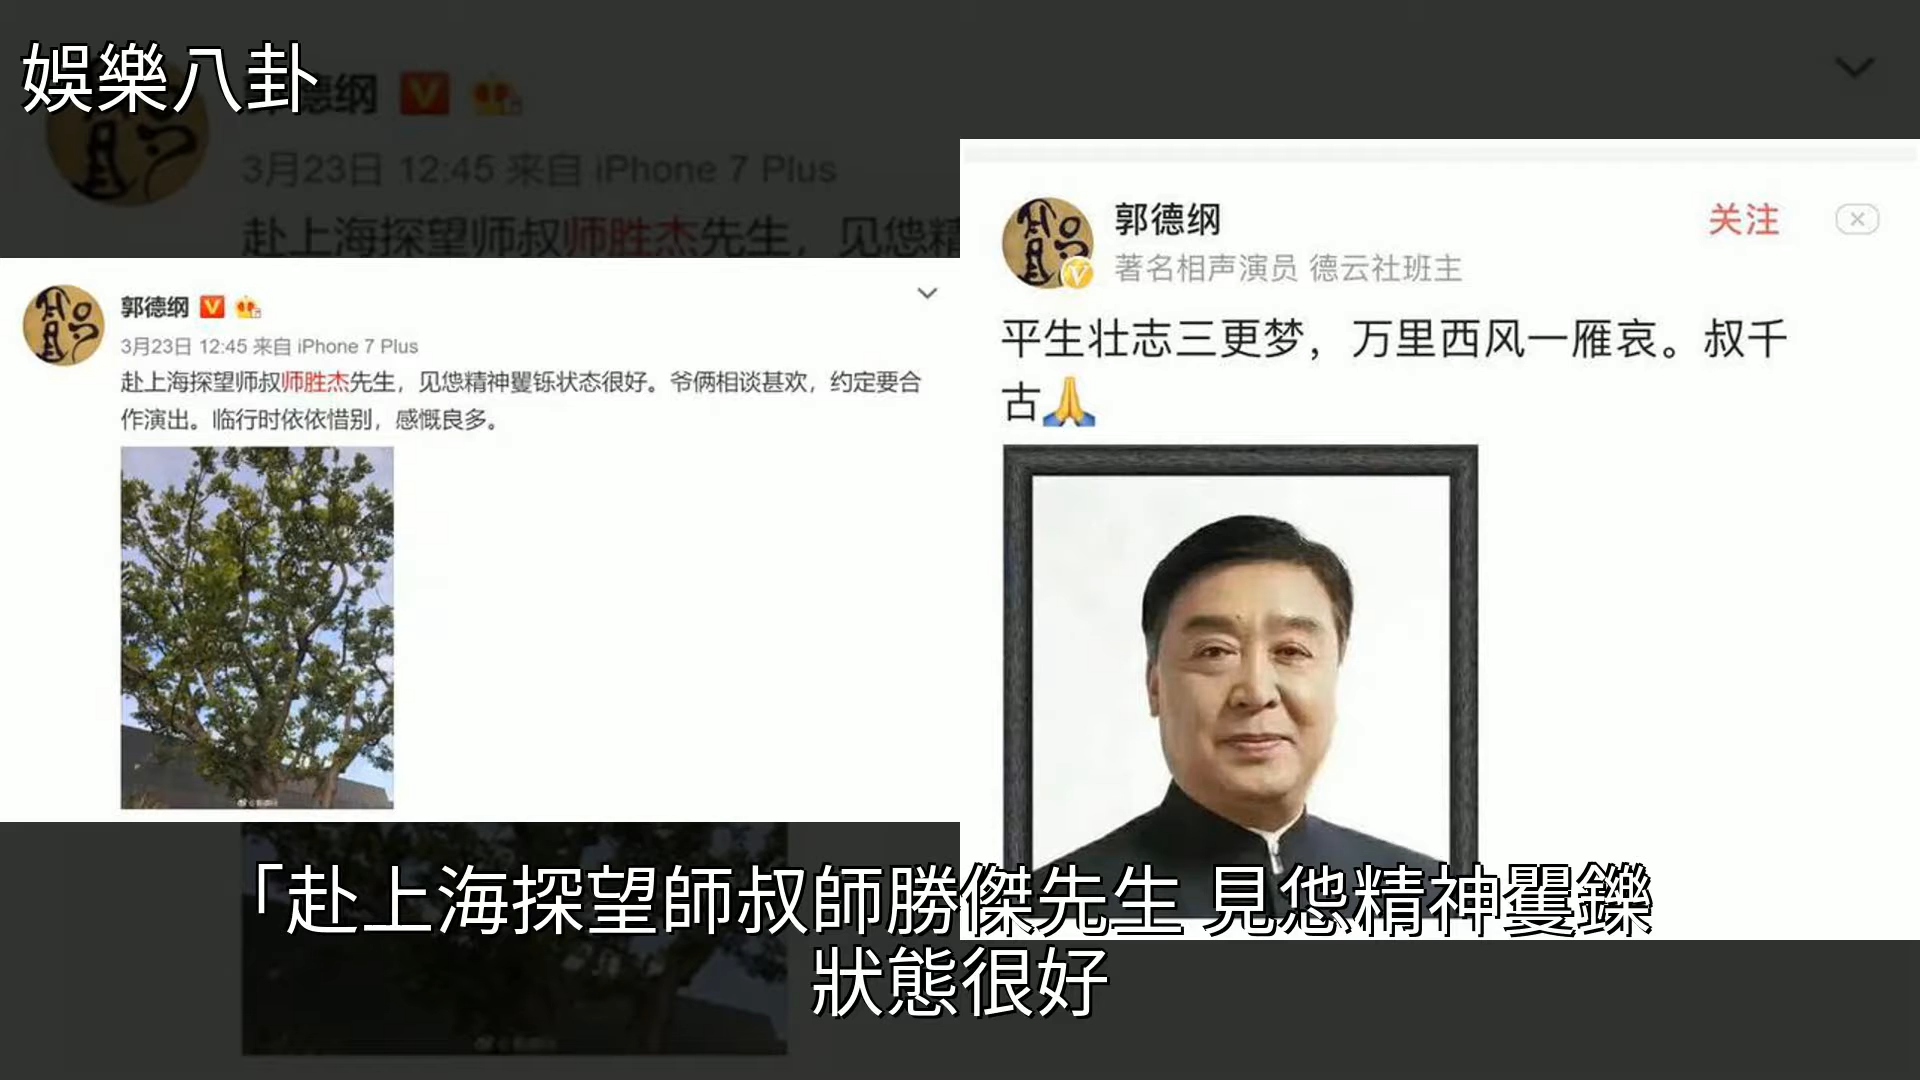 娛樂八卦
郭德纲
3月23日 12:45 来自 iPhone 7 Plus
赴上海探望师叔师胜杰先生，见您精
郭德纲
3月23日 12:45 来自 iPhone 7 Plus
赴上海探望师叔师胜杰先生，见怹精神矍铄状态很好。爷俩相谈甚欢，约定要合
作演出。临行时依依惜别，感慨良多。
郭德纲
关注
著名相声演员 德云社班主
平生壮志三更梦，万里西风一雁哀。叔千
古🙏
「赴上海探望師叔師勝傑先生 見怹精神矍鑠
狀態很好